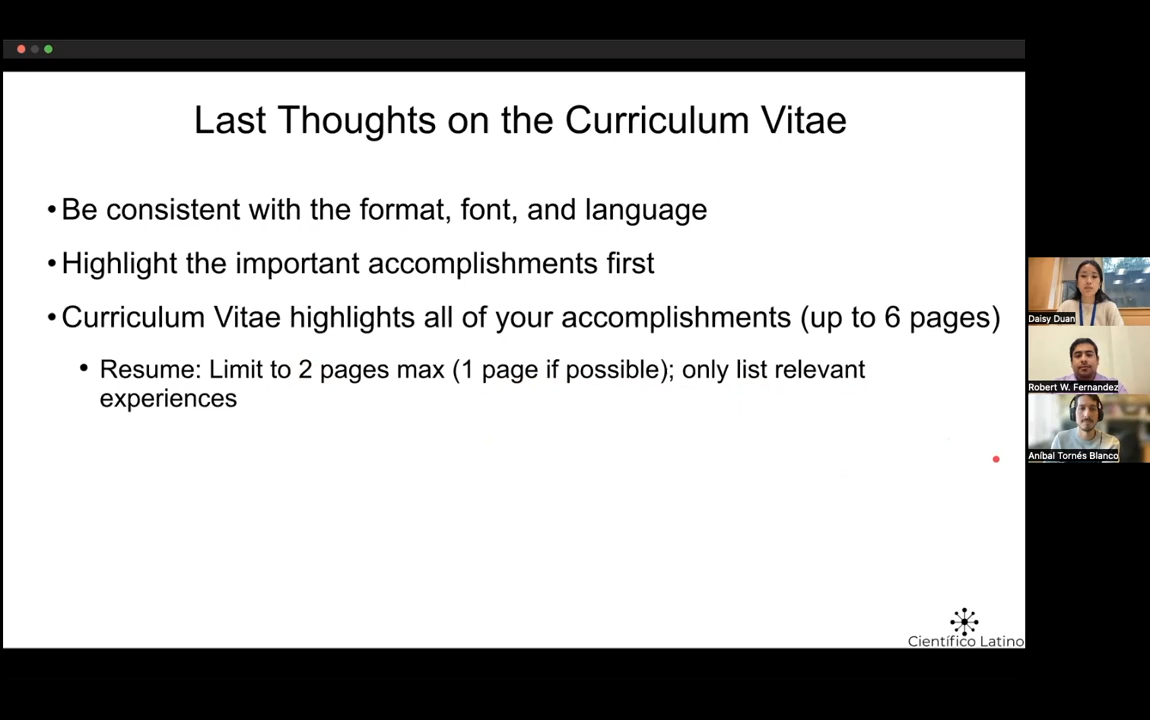 Last Thoughts on the Curriculum Vitae
•Be consistent with the format, font, and language
•Highlight the important accomplishments first
•Curriculum Vitae highlights all of your accomplishments (up to 6 pages)
• Resume: Limit to 2 pages max (1 page if possible); only list relevant
experiences
Daisy Duan
Robert W. Fernandez
Aníbal Tornés Blanco
Científico Latino